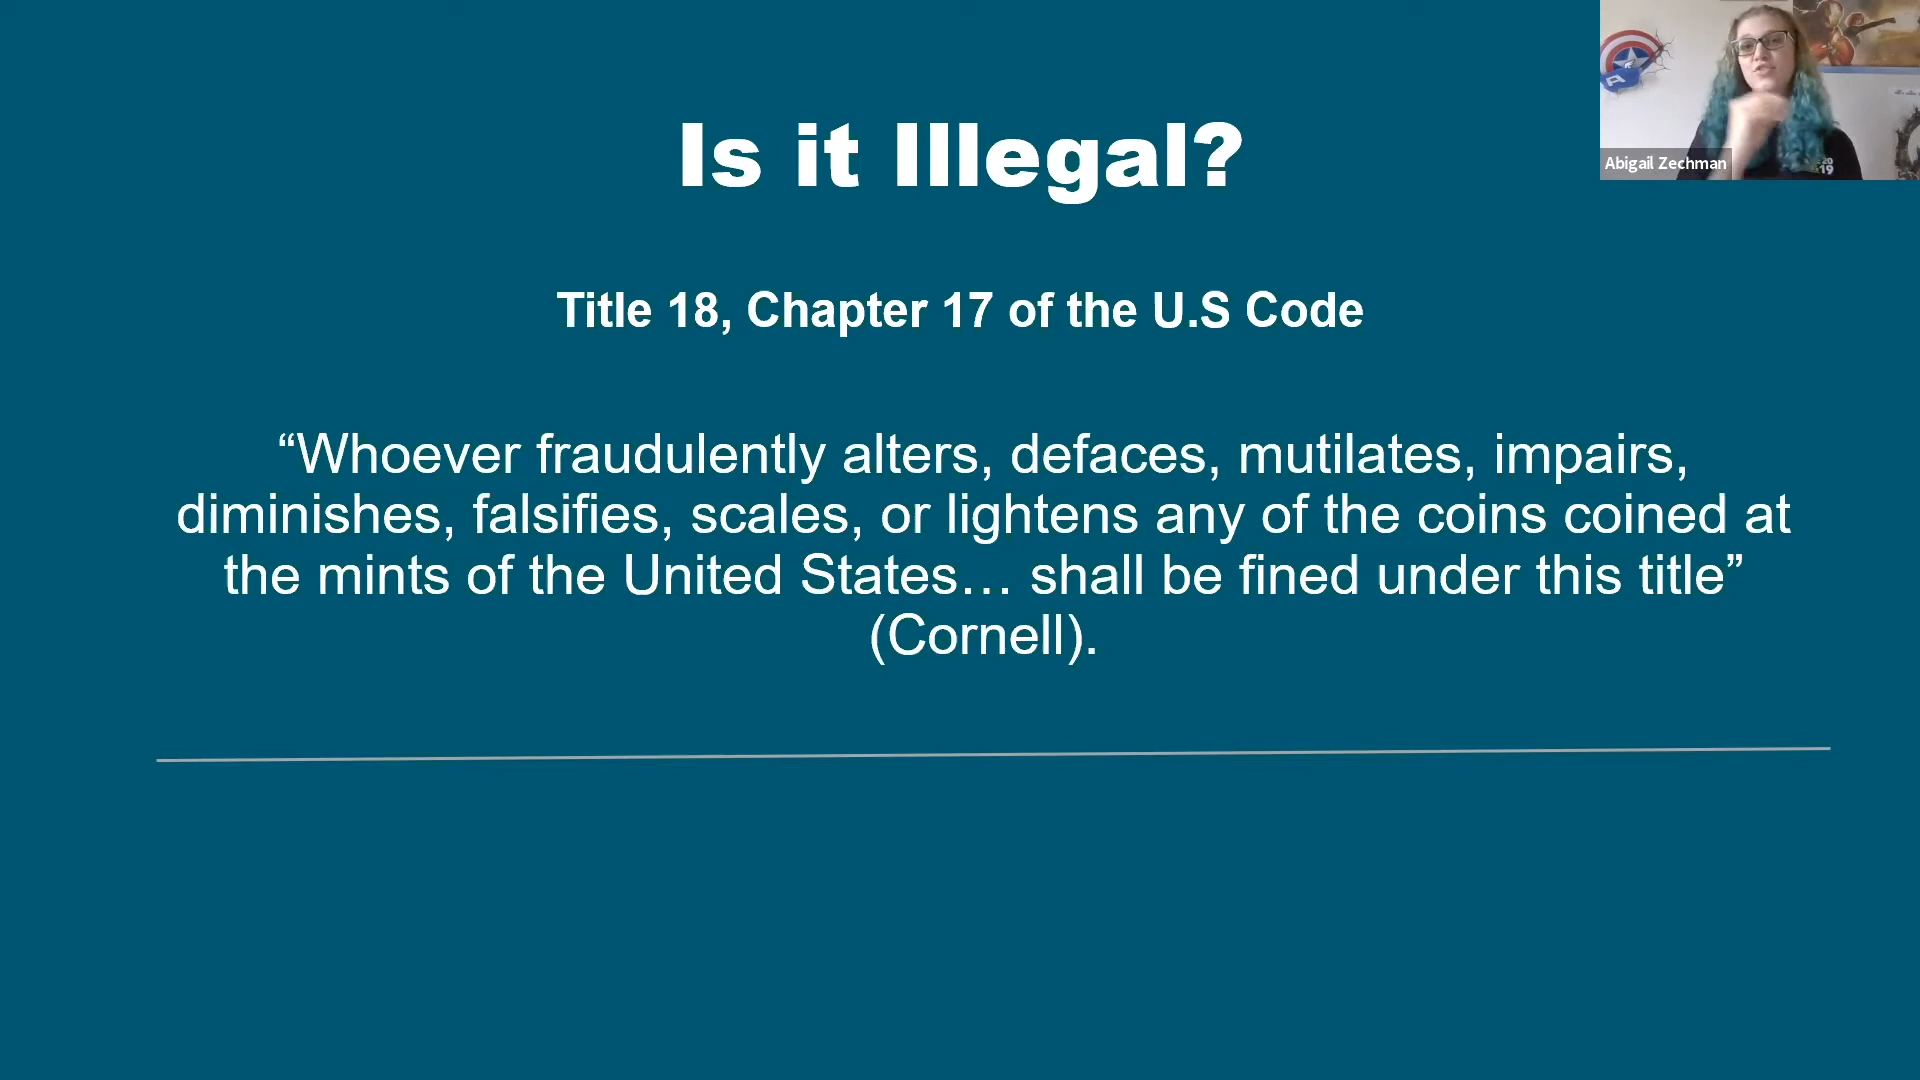 Is it Illegal?
Title 18, Chapter 17 of the U.S Code
“Whoever fraudulently alters, defaces, mutilates, impairs,
diminishes, falsifies, scales, or lightens any of the coins coined at
the mints of the United States… shall be fined under this title”
(Cornell).
Abigail Zechman
20
19